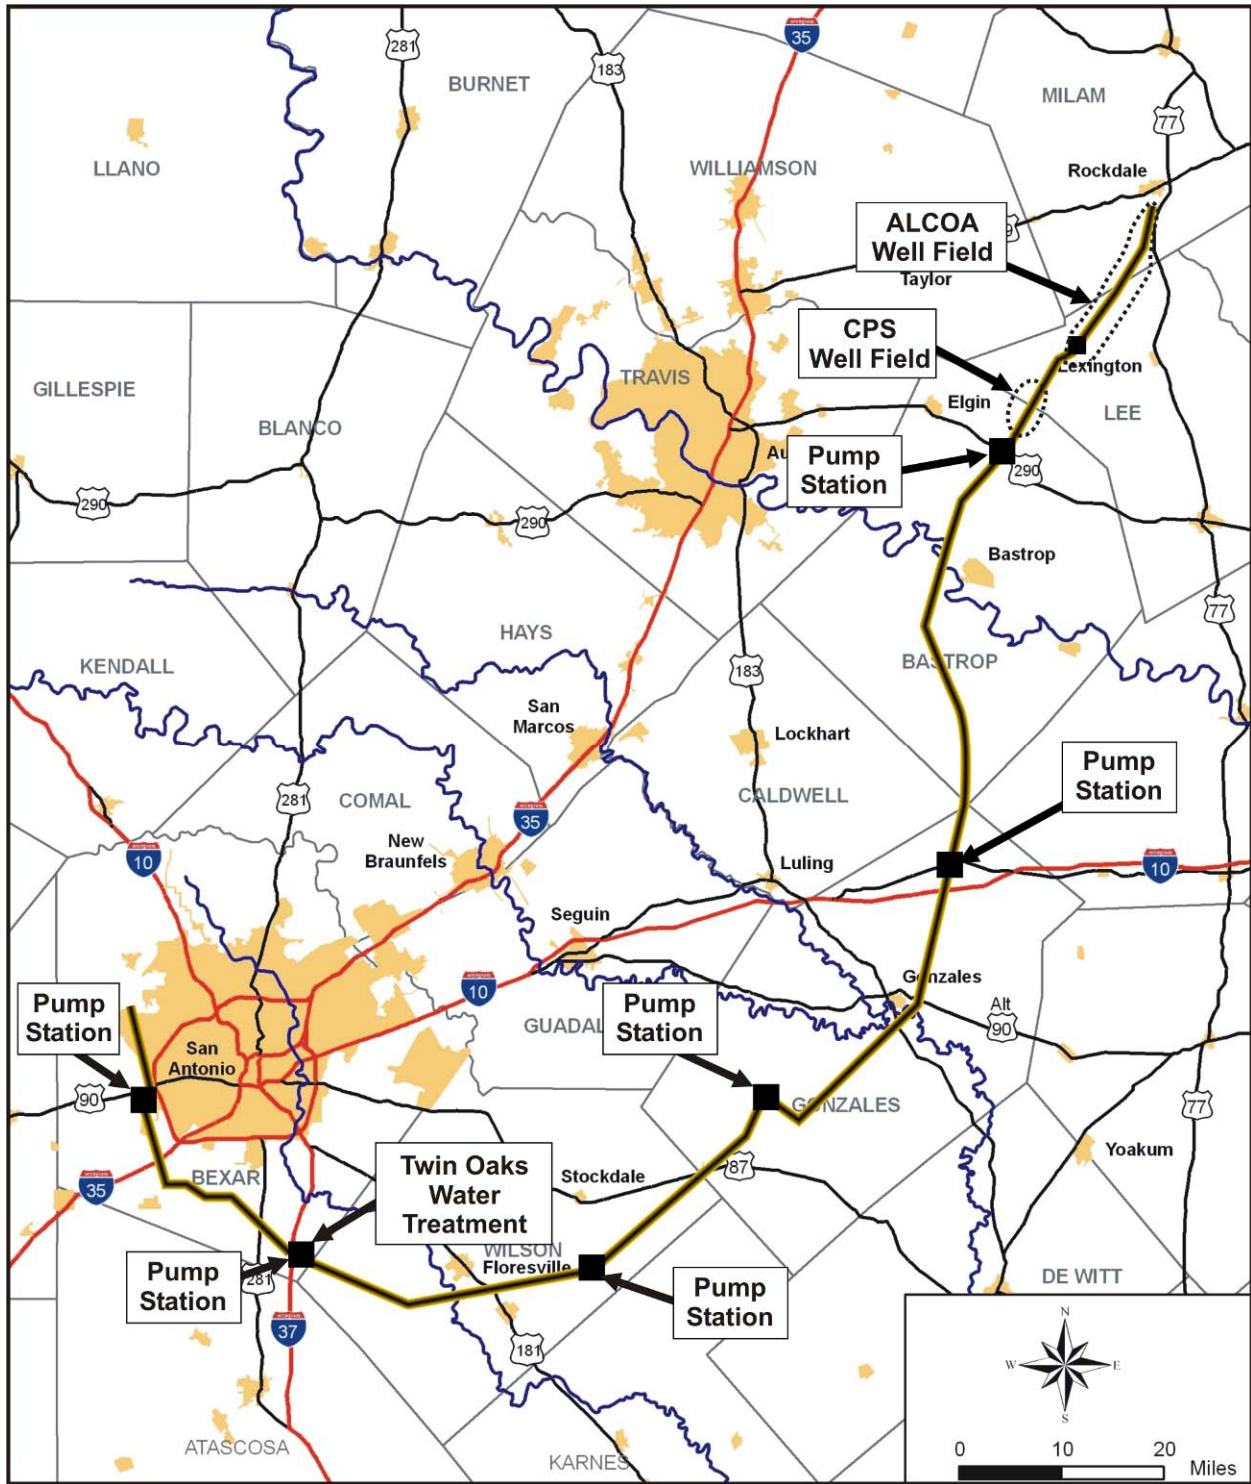 281
BURNET
183
35
MILAM
77
LLANO
WILLIAMSON
Rockdale
ALCOA
Well Field
9
Taylor
CPS
Well Field
Lexington
TRAVIS
GILLESPIE
Elgin
LEE
BLANCO
Au
Pump
Station
290
290
290
Bastrop
77
HAYS
KENDALL
BASTROP
183
San
Marcos
Lockhart
Pump
Station
281
COMAL
CALDWELL
35
New
Braunfels
10
Luling
10
Seguin
Gonzales
10
Pump
Station
Pump
Station
GUADAL
Alt
90
San
Antonio
90
GONZALES
77
Yoakum
Twin Oaks
Water
Treatment
Stockdale
87
BEXAR
35
WILSON
Floresville
Pump
Station
281
Pump
Station
DE WITT
37
181
N
W
E
S
ATASCOSA
KARNES
0
10
20
Miles